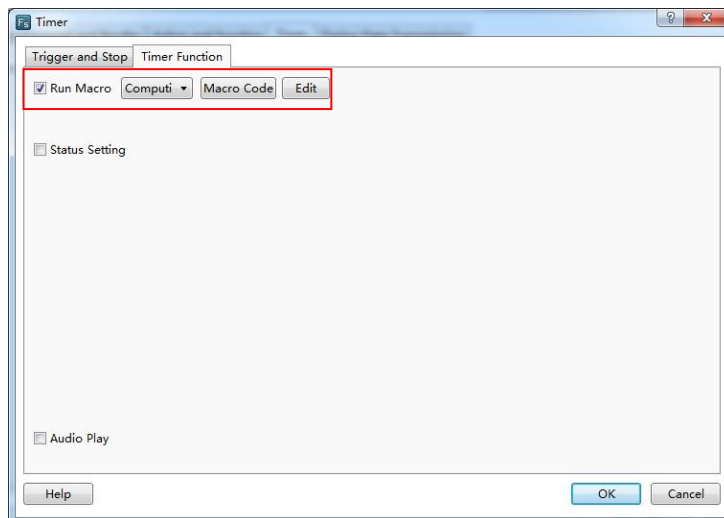 Fs Timer
Trigger and Stop Timer Function
Run Macro Computi Macro Code Edit
Status Setting
Audio Play
Help OK Cancel